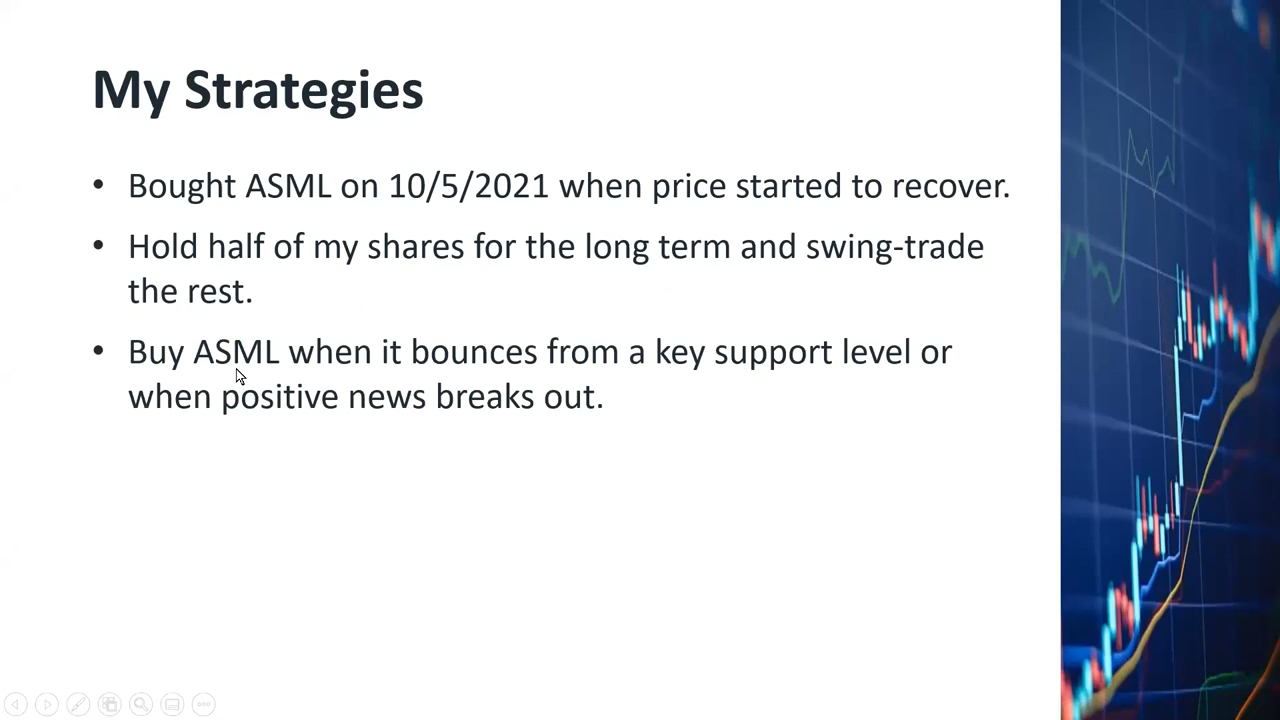 My Strategies
• Bought ASML on 10/5/2021 when price started to recover.
• Hold half of my shares for the long term and swing-trade
the rest.
• Buy ASML when it bounces from a key support level or
when positive news breaks out.